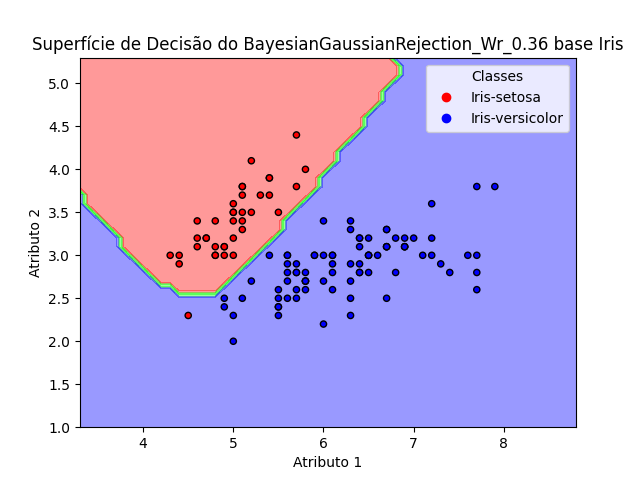 Superfície de Decisão do BayesianGaussianRejection_Wr_0.36 base Iris
Classes
Iris-setosa
Iris-versicolor
Atributo 2
5.0
4.5
4.0
3.5
3.0
2.5
2.0
1.5
1.0
4 5 6 7 8
Atributo 1